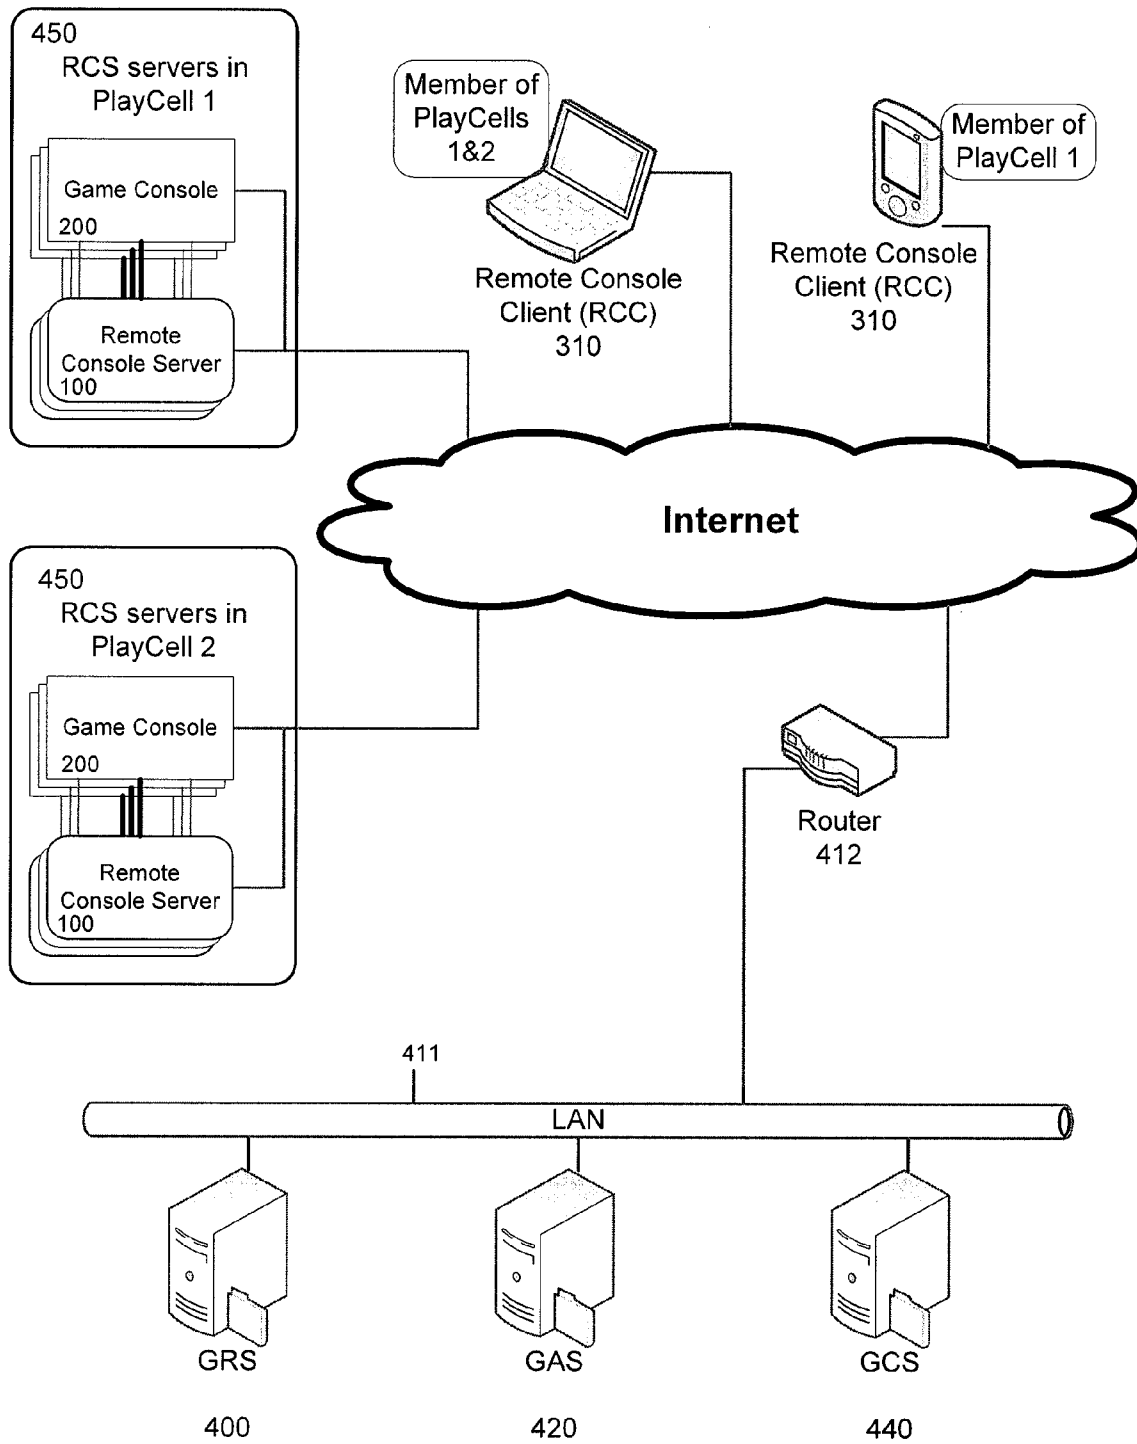 450
RCS servers in
PlayCell 1
Game Console
200
Remote
Console Server
100
Member of
PlayCells
1&2
Remote Console
Client (RCC)
310
Member of
PlayCell 1
Remote Console
Client (RCC)
310
Internet
450
RCS servers in
PlayCell 2
Game Console
200
Remote
Console Server
100
Router
412
411
LAN
GRS
400
GAS
420
GCS
440